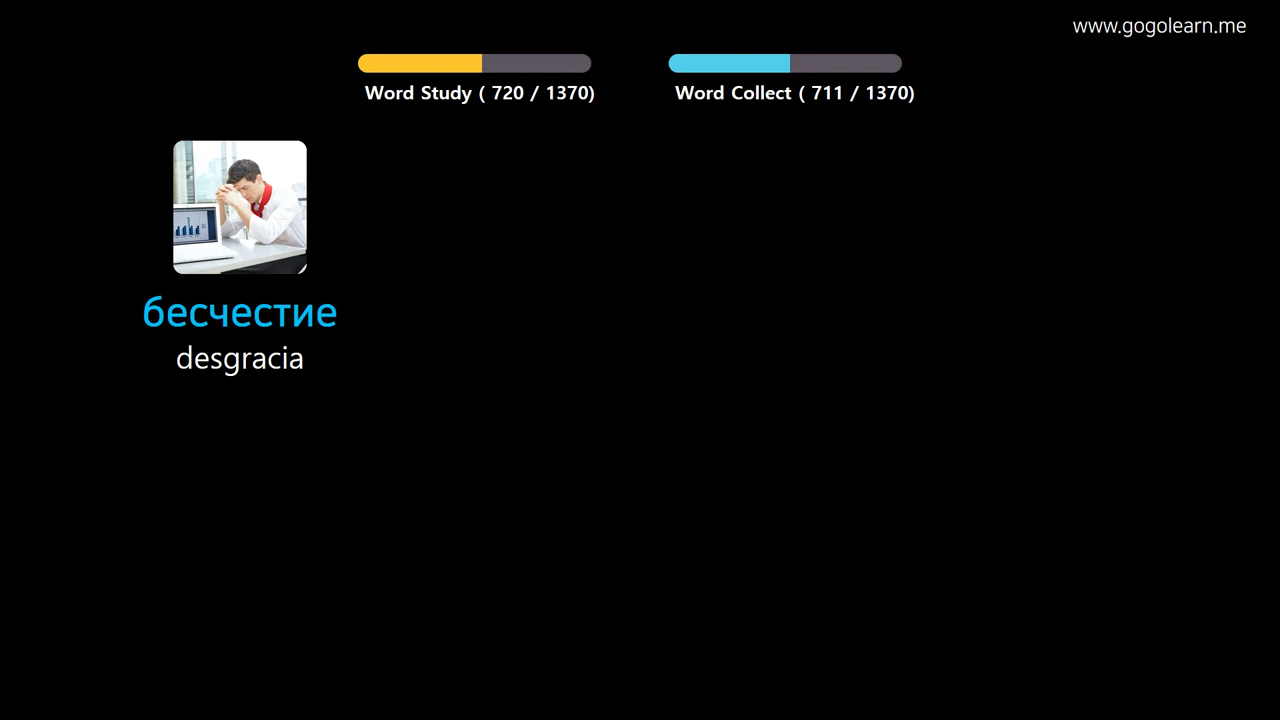 www.gogolearn.me
Word Study ( 720 / 1370)
Word Collect ( 711 / 1370)
бесчестие
desgracia